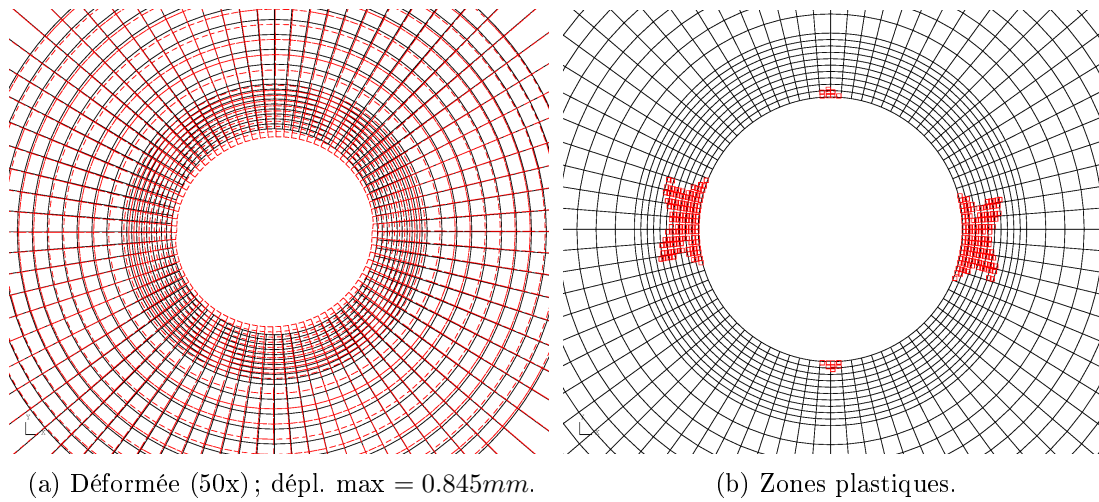 (a) Déformée (50x) ; dépl. max = 0.845mm.
(b) Zones plastiques.